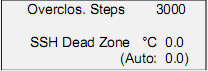 Overclos. Steps 3000
SSH Dead Zone °C 0.0
(Auto: 0.0)